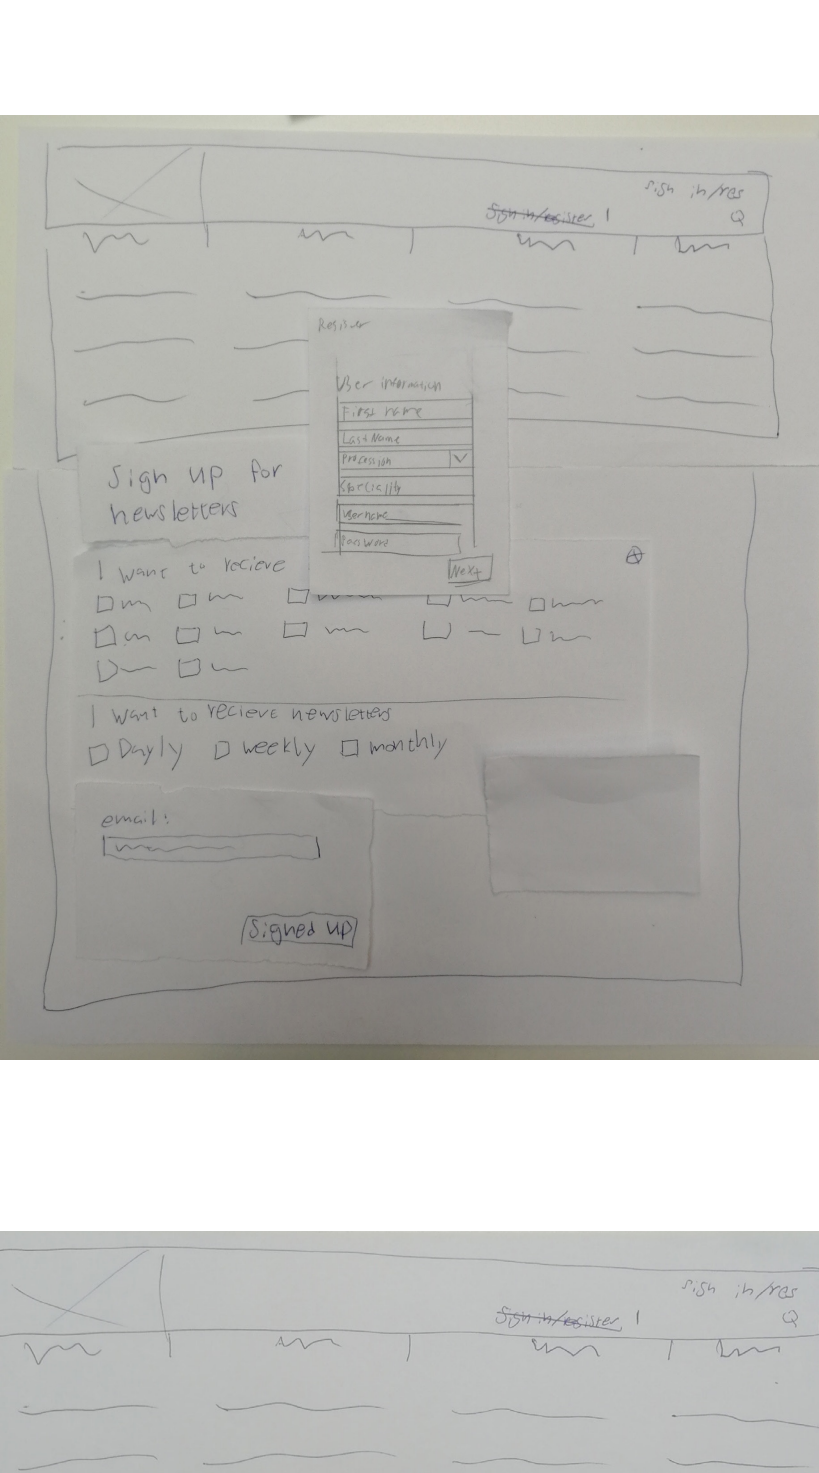 sign in/res
Sign in/register |
Q
Register
User information
First name
Last Name
Profession
Speciality
Username
Password
Next
Sign up for
newsletters
I want to recieve
I want to recieve newsletters
Dayly weekly monthly
email:
Signed up
sign in/res
Sign in/register |
Q